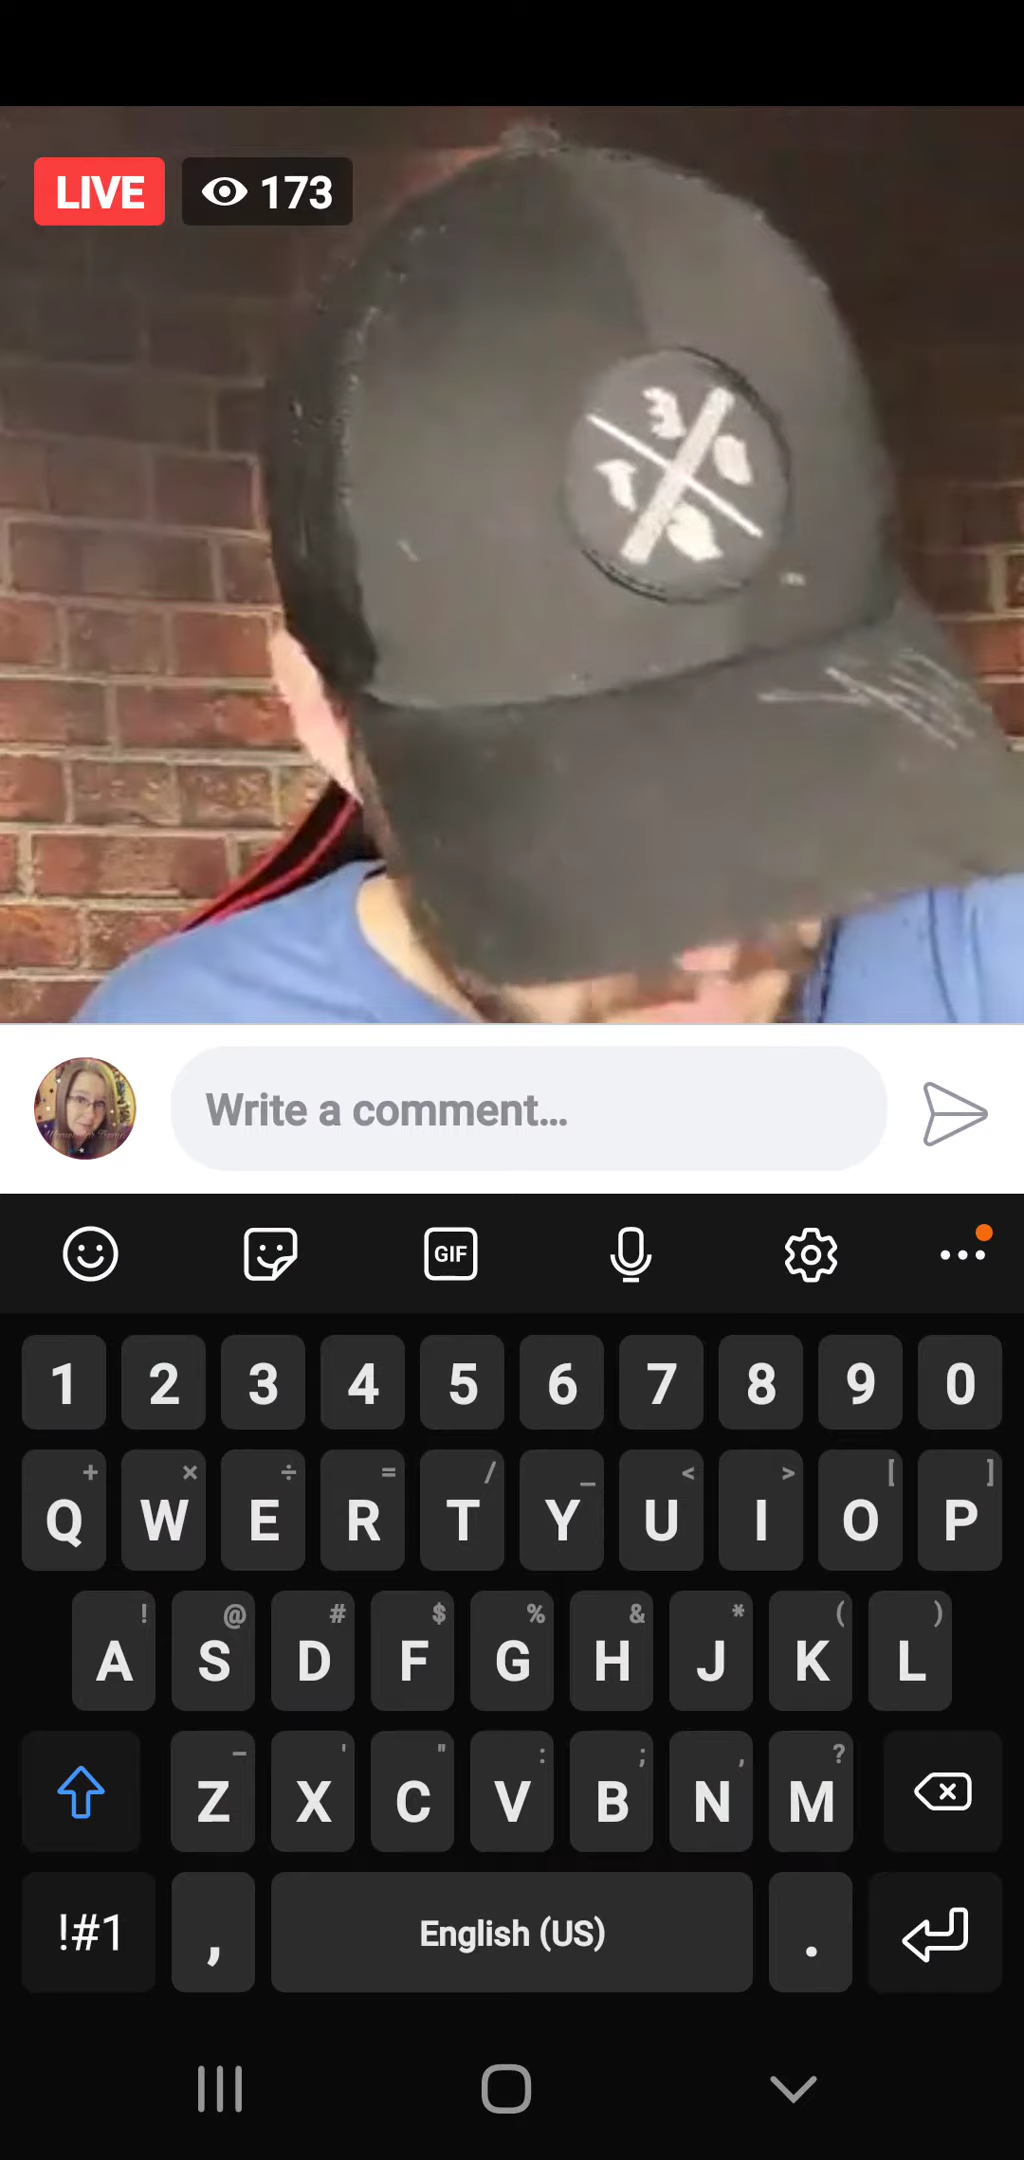 LIVE 173
Write a comment...
GIF
1 2 3 4 5 6 7 8 9 0
+ × ÷ = / _ < > [ ]
Q W E R T Y U I O P
! @ # $ % & * ( )
A S D F G H J K L
- ' " : ; , ?
Z X C V B N M
!#1 , English (US) .